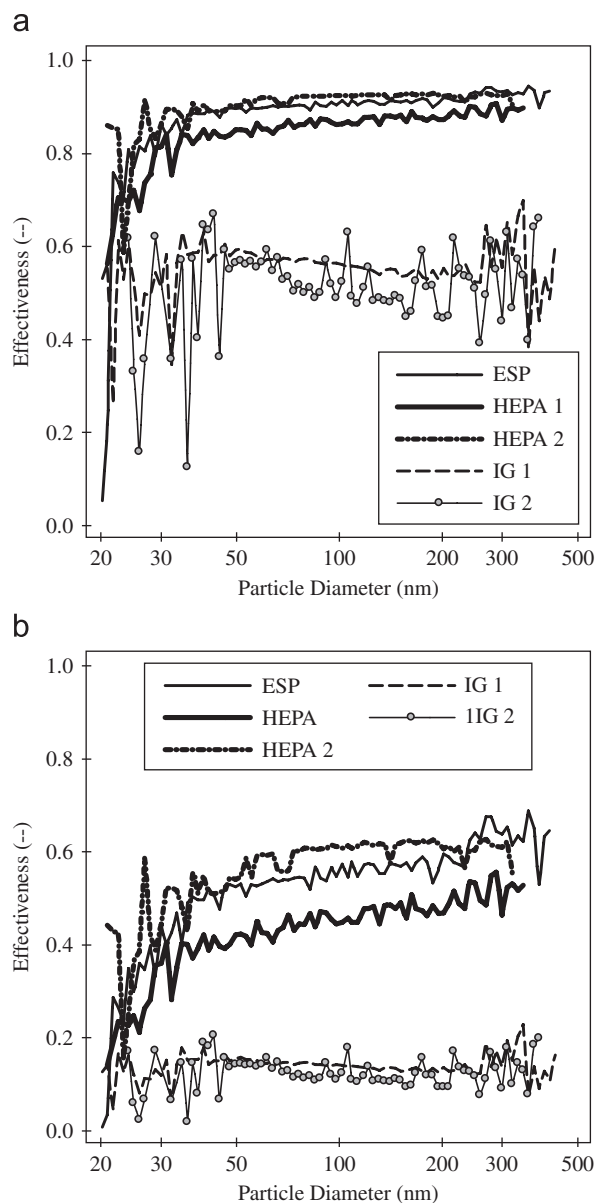 a
1.0
0.8
0.6
0.4
0.2
0.0
Effectiveness (--)
ESP
HEPA 1
HEPA 2
IG 1
IG 2
20 30 50 100 200 300 500
Particle Diameter (nm)
b
1.0
0.8
0.6
0.4
0.2
0.0
Effectiveness (--)
ESP IG 1
HEPA 1IG 2
HEPA 2
20 30 50 100 200 300 500
Particle Diameter (nm)